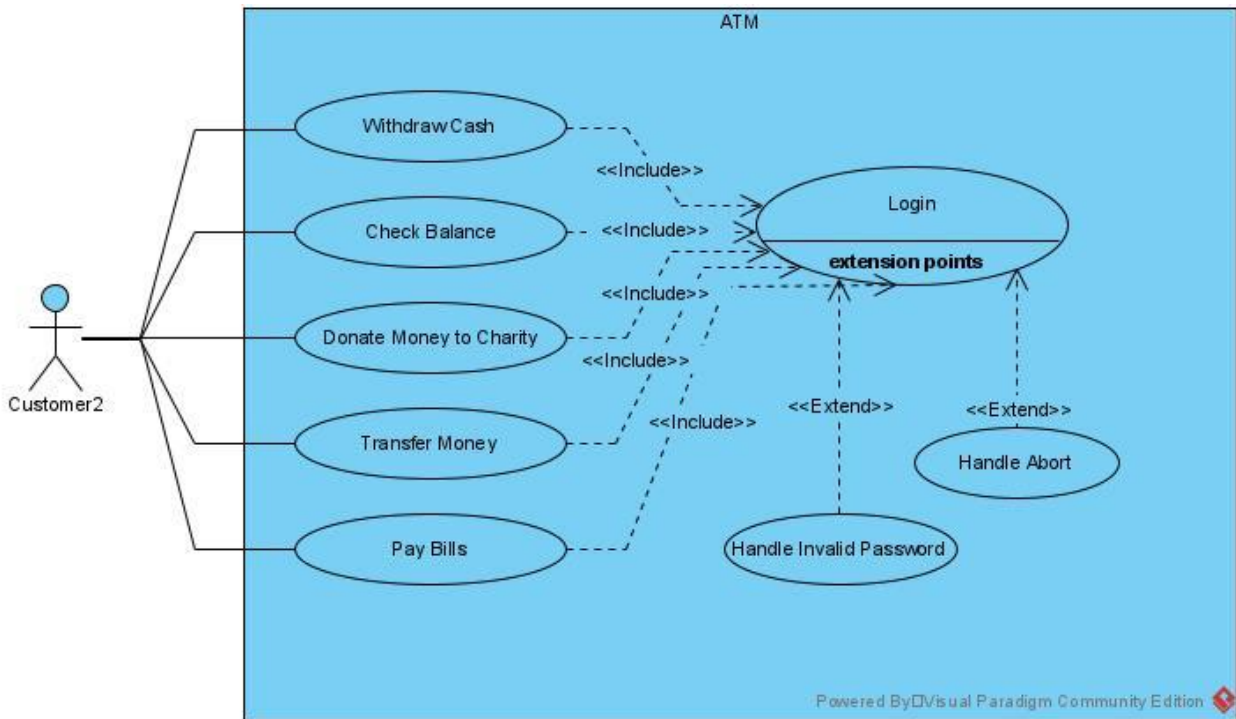 ATM
Withdraw Cash
<<Include>>
Login
Check Balance
<<Include>>
extension points
<<Include>>
Donate Money to Charity
<<Include>>
Customer2
<<Extend>>
<<Extend>>
<<Include>>
Transfer Money
Handle Abort
Pay Bills
Handle Invalid Password
Powered By□Visual Paradigm Community Edition